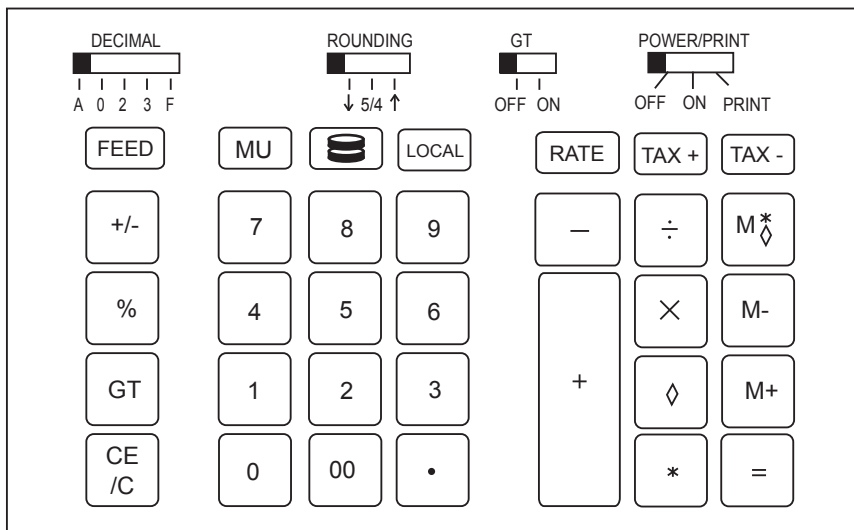 DECIMAL ROUNDING GT POWER/PRINT
A 0 2 3 F ↓ 5/4 ↑ OFF ON OFF ON PRINT
FEED MU LOCAL RATE TAX + TAX -
+/- 7 8 9 — ÷ M*◊
% 4 5 6 × M-
GT 1 2 3 + ◊ M+
CE
/C 0 00 • * =